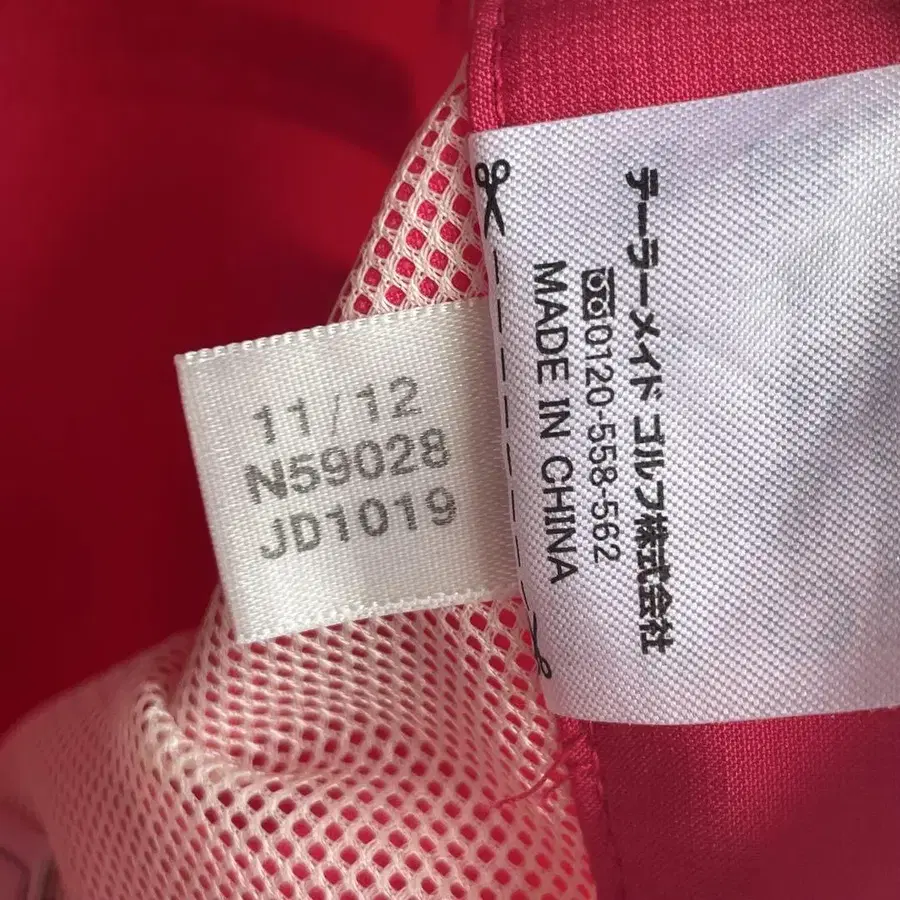 11/12
N59028
JD1019
テーラーメイド ゴルフ株式会社
0120-558-562
MADE IN CHINA